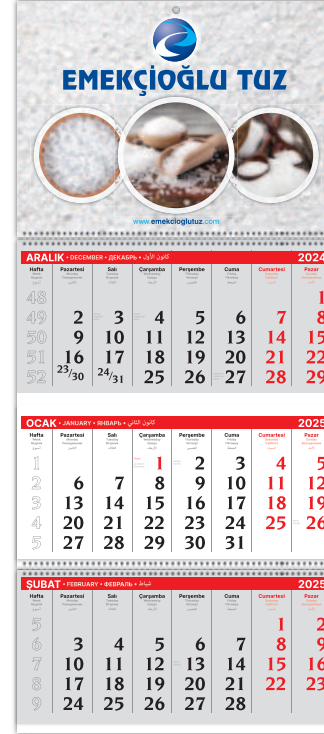 EMEKÇİOĞLU TUZ
www.emekcioglutuz.com
ARALIK • DECEMBER • ДЕКАБРЬ • كانون الأول 2024
Hafta Pazartesi Salı Çarşamba Perşembe Cuma Cumartesi Pazar
48 1
49 2 3 4 5 6 7 8
50 9 10 11 12 13 14 15
51 16 17 18 19 20 21 22
52 23/30 24/31 25 26 27 28 29
OCAK • JANUARY • ЯНВАРЬ • كانون الثاني 2025
Hafta Pazartesi Salı Çarşamba Perşembe Cuma Cumartesi Pazar
1 1 2 3 4 5
2 6 7 8 9 10 11 12
3 13 14 15 16 17 18 19
4 20 21 22 23 24 25 26
5 27 28 29 30 31
ŞUBAT • FEBRUARY • ФЕВРАЛЬ • شباط 2025
Hafta Pazartesi Salı Çarşamba Perşembe Cuma Cumartesi Pazar
5 1 2
6 3 4 5 6 7 8 9
7 10 11 12 13 14 15 16
8 17 18 19 20 21 22 23
9 24 25 26 27 28